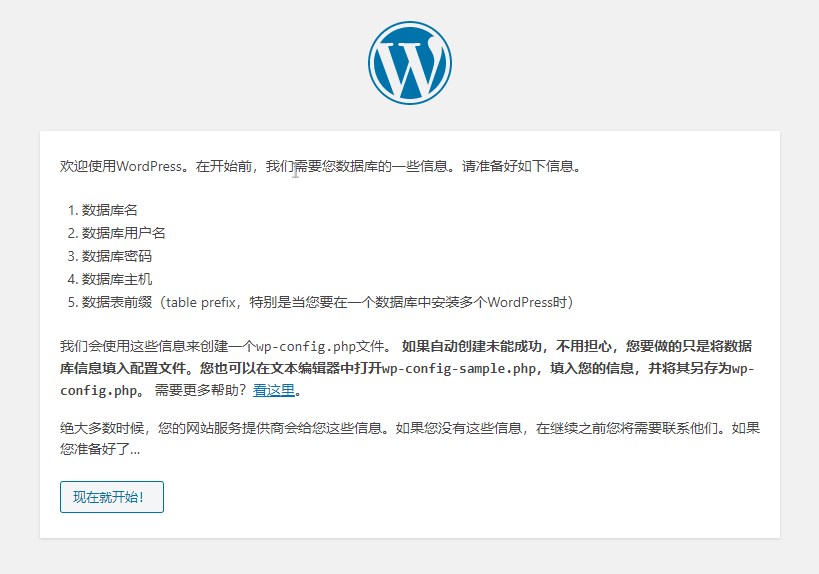 欢迎使用WordPress。在开始前，我们需要您数据库的一些信息。请准备好如下信息。
1. 数据库名
2. 数据库用户名
3. 数据库密码
4. 数据库主机
5. 数据表前缀（table prefix，特别是当您要在一个数据库中安装多个WordPress时）
我们会使用这些信息来创建一个wp-config.php文件。 如果自动创建未能成功，不用担心，您要做的只是将数据
库信息填入配置文件。您也可以在文本编辑器中打开wp-config-sample.php，填入您的信息，并将其另存为wp-
config.php。 需要更多帮助？看这里。
绝大多数时候，您的网站服务提供商会给您这些信息。如果您没有这些信息，在继续之前您将需要联系他们。如果
您准备好了...
现在就开始！